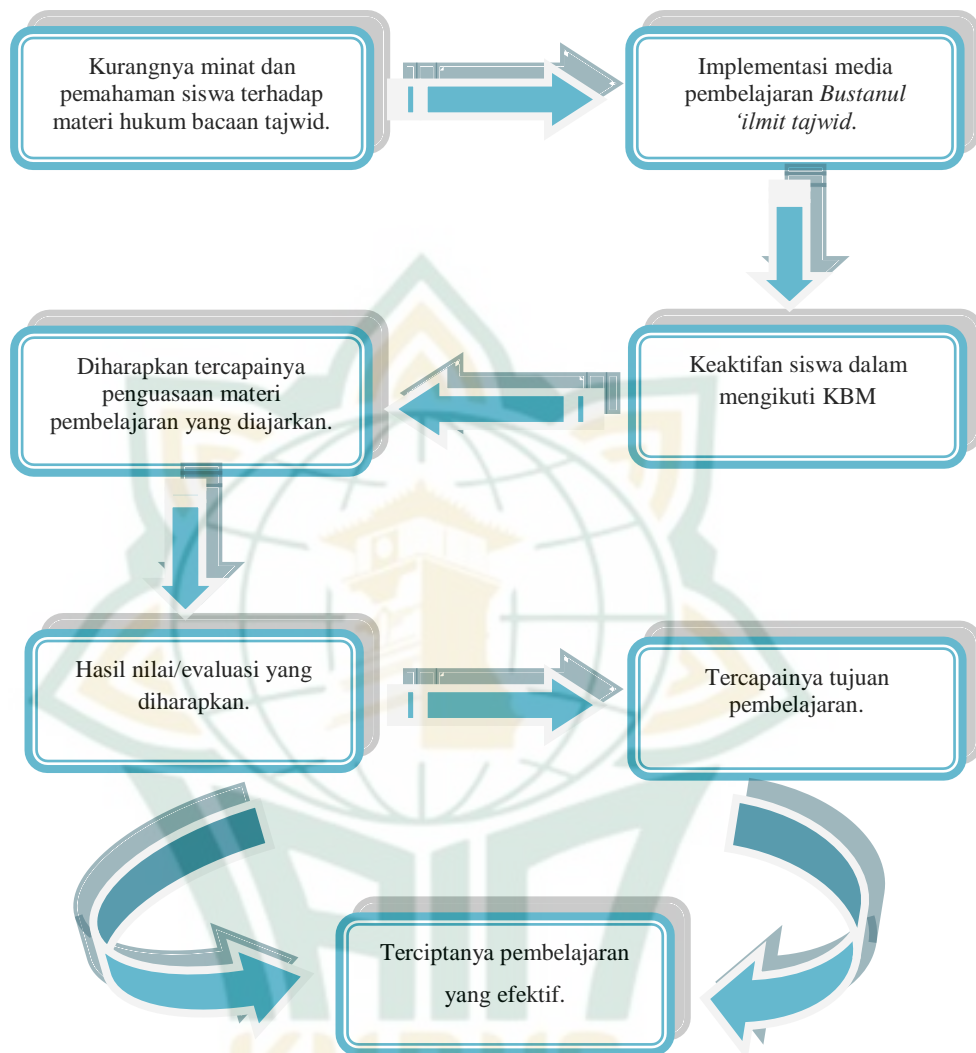 Kurangnya minat dan
pemahaman siswa terhadap
materi hukum bacaan tajwid.
Implementasi media
pembelajaran Bustanul
‘ilmit tajwid.
Keaktifan siswa dalam
mengikuti KBM
Diharapkan tercapainya
penguasaan materi
pembelajaran yang diajarkan.
Hasil nilai/evaluasi yang
diharapkan.
Tercapainya tujuan
pembelajaran.
Terciptanya pembelajaran
yang efektif.